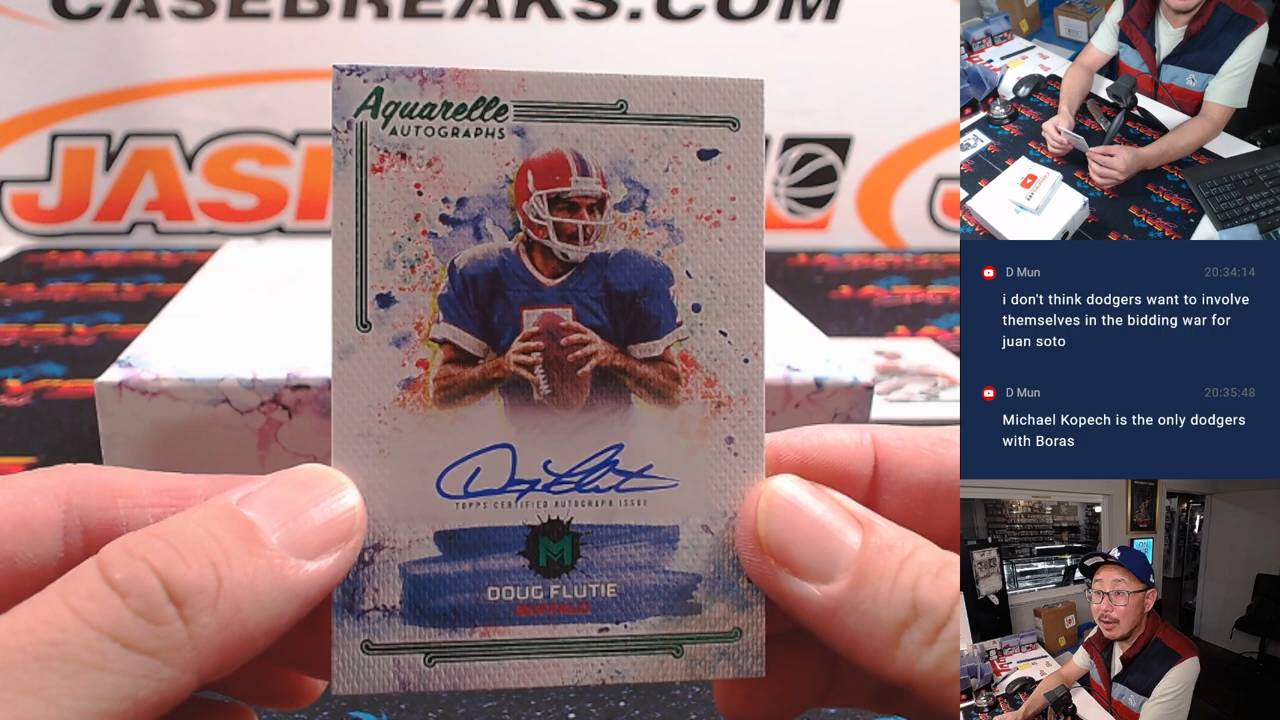 CASEBREAKS.COM
JASP
Aquarelle
AUTOGRAPHS
TOPPS CERTIFIED AUTOGRAPH ISSUE
M
DOUG FLUTIE
BUFFALO
D Mun 20:34:14
i don't think dodgers want to involve
themselves in the bidding war for
juan soto
D Mun 20:35:48
Michael Kopech is the only dodgers
with Boras